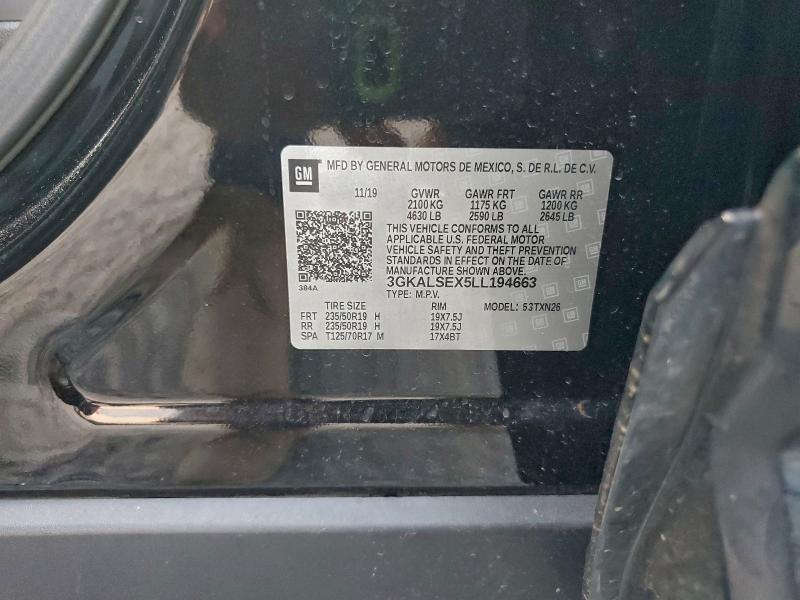 GM
MFD BY GENERAL MOTORS DE MEXICO, S. DE R.L. DE C.V.
11/19 GVWR GAWR FRT GAWR RR
2100 KG 1175 KG 1200 KG
4630 LB 2590 LB 2645 LB
THIS VEHICLE CONFORMS TO ALL
APPLICABLE U.S. FEDERAL MOTOR
VEHICLE SAFETY AND THEFT PREVENTION
STANDARDS IN EFFECT ON THE DATE OF
MANUFACTURE SHOWN ABOVE.
384A
3GKALSEX5LL194663
TYPE: M.P.V.
TIRE SIZE RIM MODEL: 53TXN26
FRT 235/50R19 H 19X7.5J
RR 235/50R19 H 19X7.5J
SPA T125/70R17 M 17X4BT